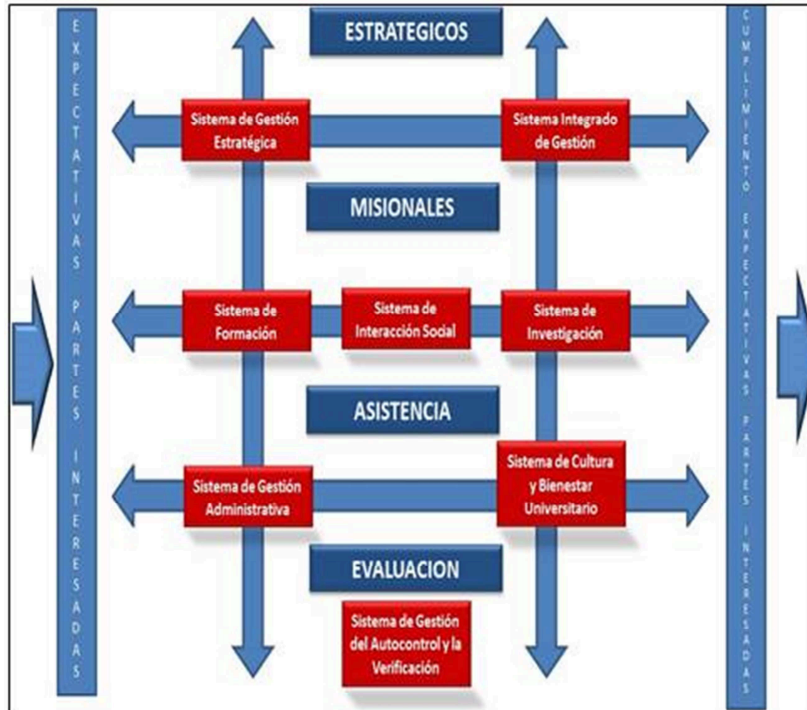 EXPECTATIVAS PARTES INTERESADAS
ESTRATEGICOS
Sistema de Gestión
Estratégica
Sistema Integrado
de Gestión
MISIONALES
Sistema de
Formación
Sistema de
Interacción Social
Sistema de
Investigación
ASISTENCIA
Sistema de Gestión
Administrativa
Sistema de Cultura
y Bienestar
Universitario
EVALUACION
Sistema de Gestión
del Autocontrol y la
Verificación
CUMPLIMIENTO EXPECTATIVAS PARTES INTERESADAS